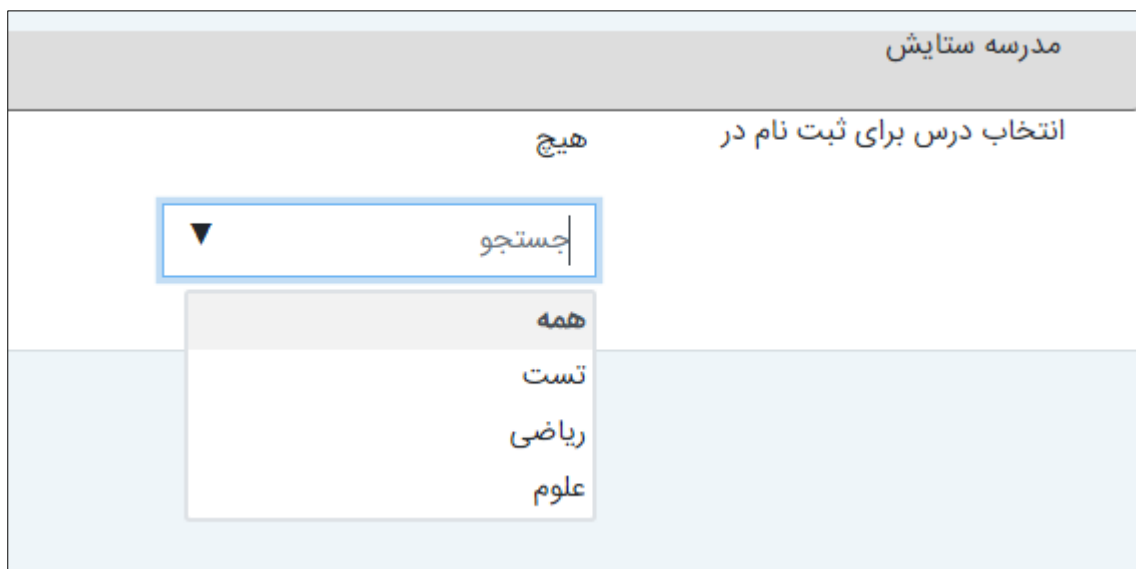 مدرسه ستایش
انتخاب درس برای ثبت نام در
هیچ
جستجو
همه
تست
ریاضی
علوم